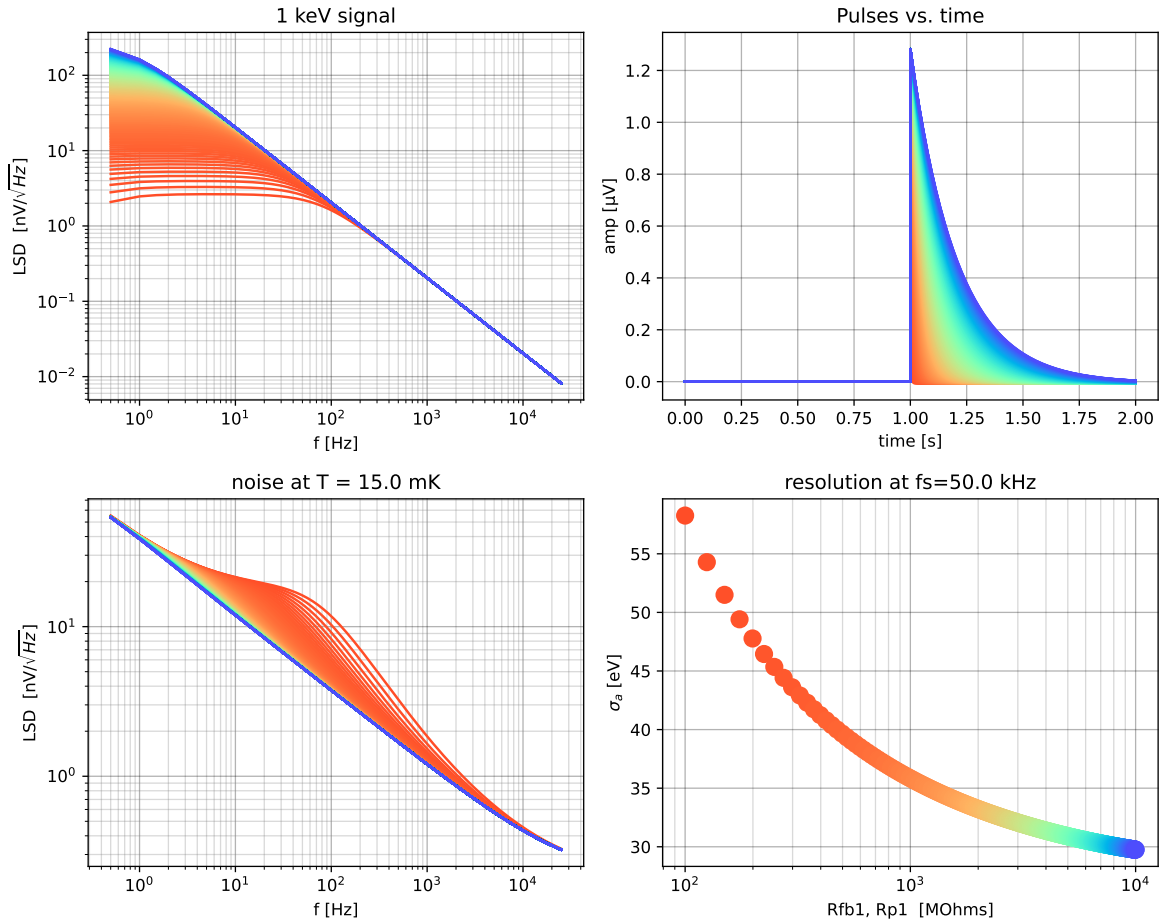 1 keV signal
LSD [nV/√Hz]
10²
10¹
10⁰
10⁻¹
10⁻²
10⁰ 10¹ 10² 10³ 10⁴
f [Hz]
Pulses vs. time
amp [µV]
1.2
1.0
0.8
0.6
0.4
0.2
0.0
0.00 0.25 0.50 0.75 1.00 1.25 1.50 1.75 2.00
time [s]
noise at T = 15.0 mK
LSD [nV/√Hz]
10¹
10⁰
10⁰ 10¹ 10² 10³ 10⁴
f [Hz]
resolution at fs=50.0 kHz
σₐ [eV]
55
50
45
40
35
30
10² 10³ 10⁴
Rfb1, Rp1 [MOhms]